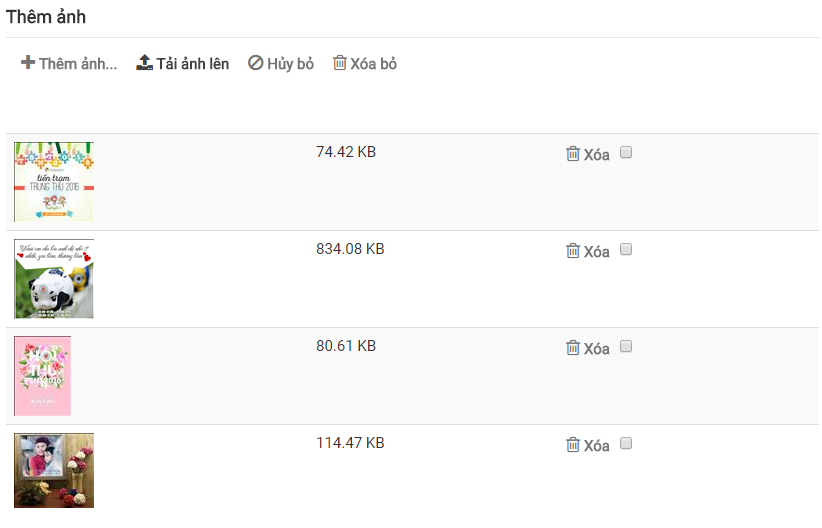 Thêm ảnh
Thêm ảnh... Tải ảnh lên Hủy bỏ Xóa bỏ
tiền trạm
TRUNG THU 2016
74.42 KB Xóa
834.08 KB Xóa
80.61 KB Xóa
114.47 KB Xóa